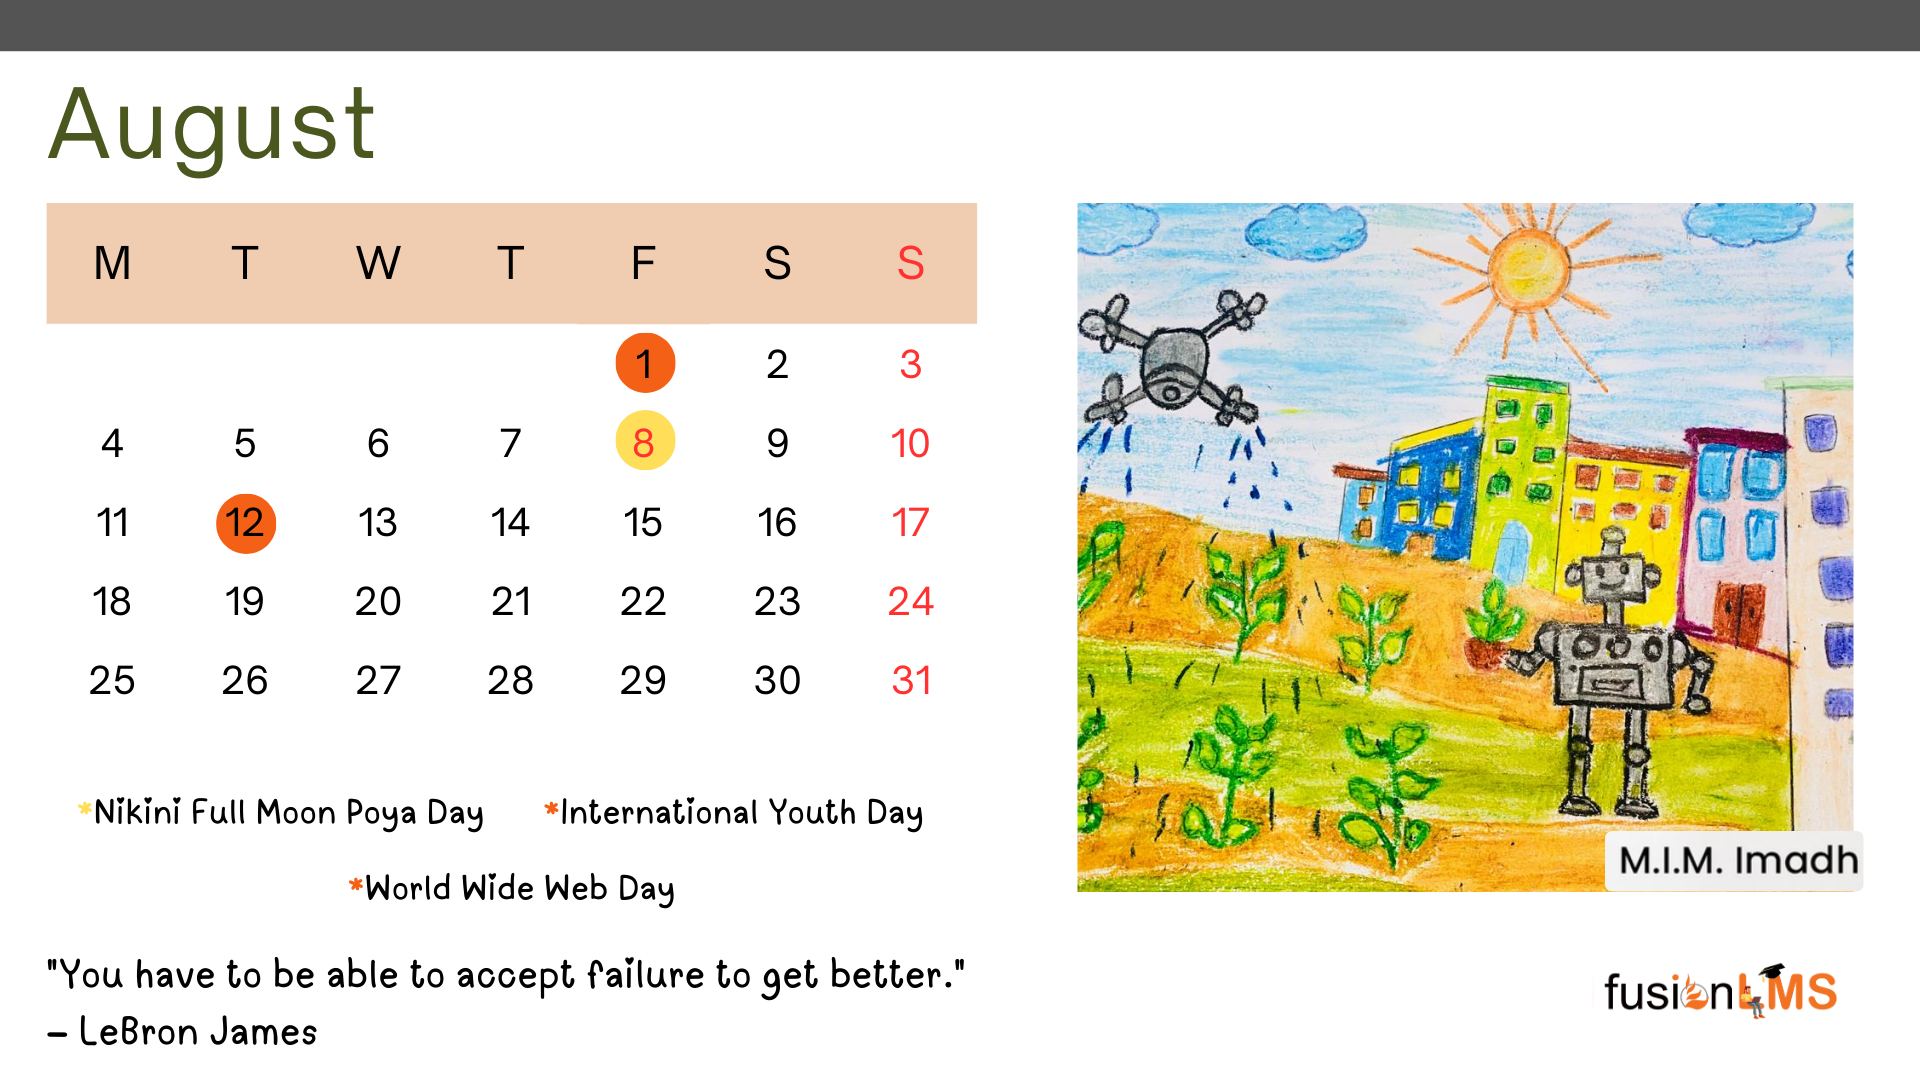 August
M T W T F S S
1 2 3
4 5 6 7 8 9 10
11 12 13 14 15 16 17
18 19 20 21 22 23 24
25 26 27 28 29 30 31
*Nikini Full Moon Poya Day *International Youth Day
*World Wide Web Day
"You have to be able to accept failure to get better."
– LeBron James
M.I.M. Imadh
fusionLMS